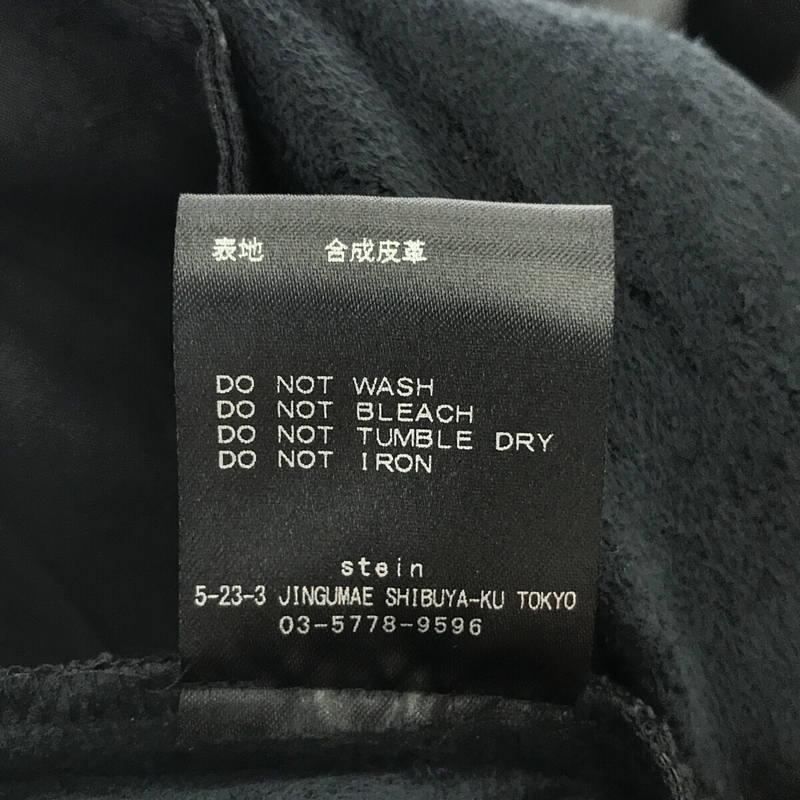 表地 合成皮革
DO NOT WASH
DO NOT BLEACH
DO NOT TUMBLE DRY
DO NOT IRON
stein
5-23-3 JINGUMAE SHIBUYA-KU TOKYO
03-5778-9596